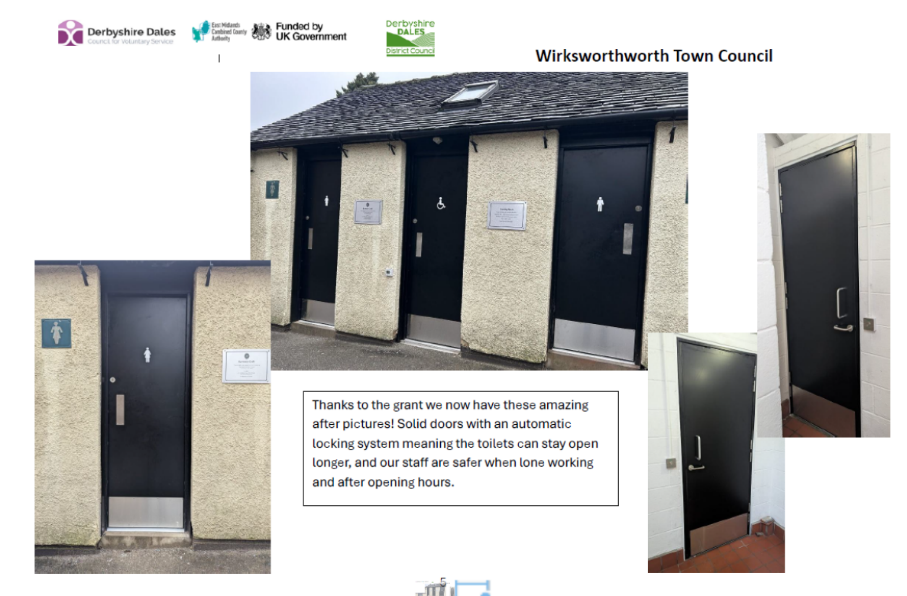 Derbyshire Dales
Council for Voluntary Service
East Midlands
Combined County
Authority
Funded by
UK Government
Derbyshire
DALES
District Council
Wirksworthworth Town Council
Thanks to the grant we now have these amazing
after pictures! Solid doors with an automatic
locking system meaning the toilets can stay open
longer, and our staff are safer when lone working
and after opening hours.